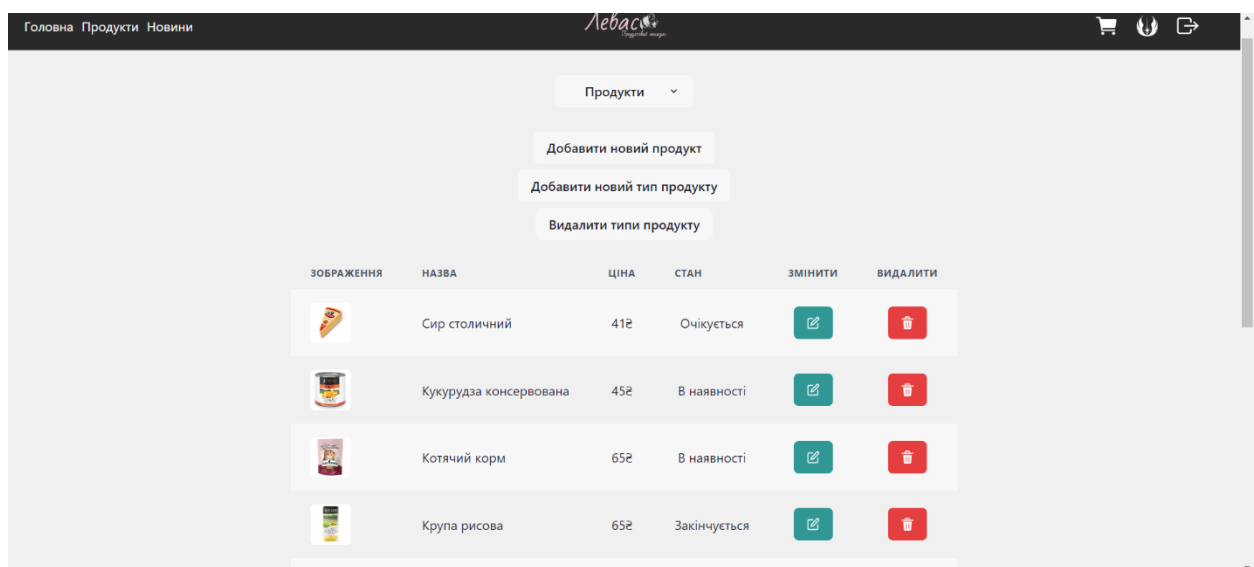 Головна Продукти Новини
Левас
Продукти
Добавити новий продукт
Добавити новий тип продукту
Видалити типи продукту
ЗОБРАЖЕННЯ НАЗВА ЦІНА СТАН ЗМІНИТИ ВИДАЛИТИ
Сир столичний 41₴ Очікується
Кукурудза консервована 45₴ В наявності
Котячий корм 65₴ В наявності
Крупа рисова 65₴ Закінчується